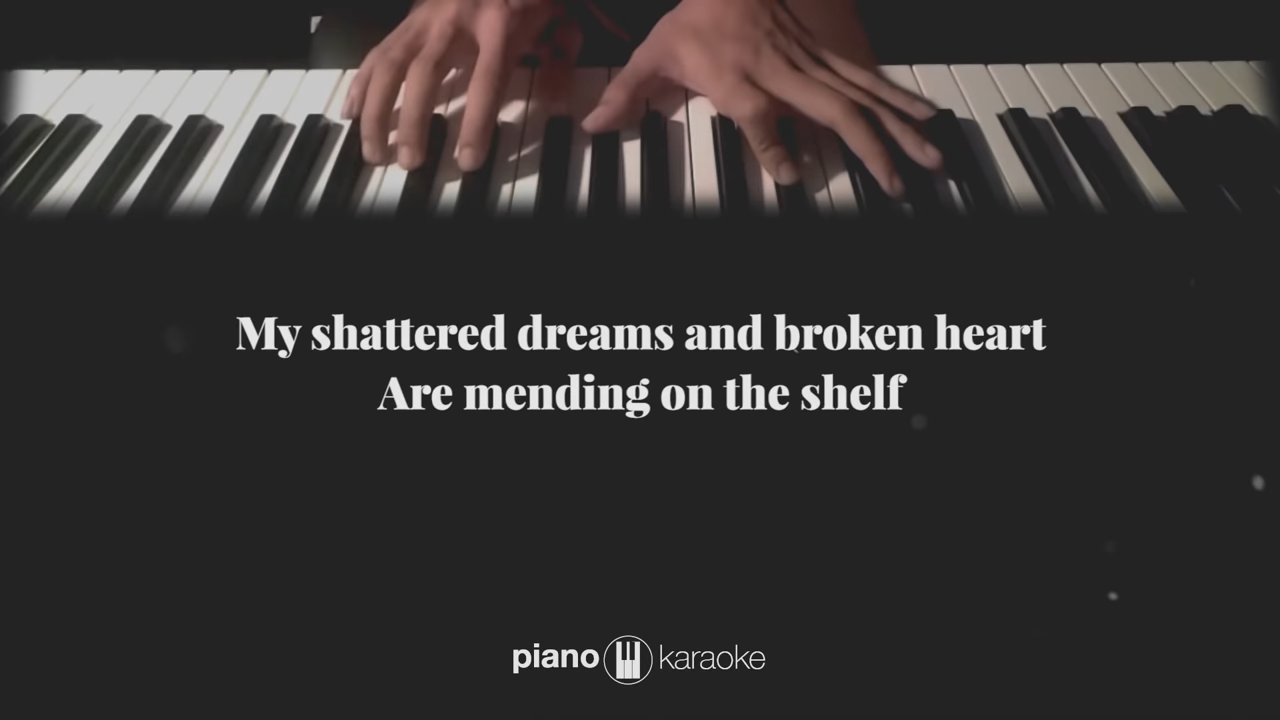 My shattered dreams and broken heart
Are mending on the shelf
piano karaoke